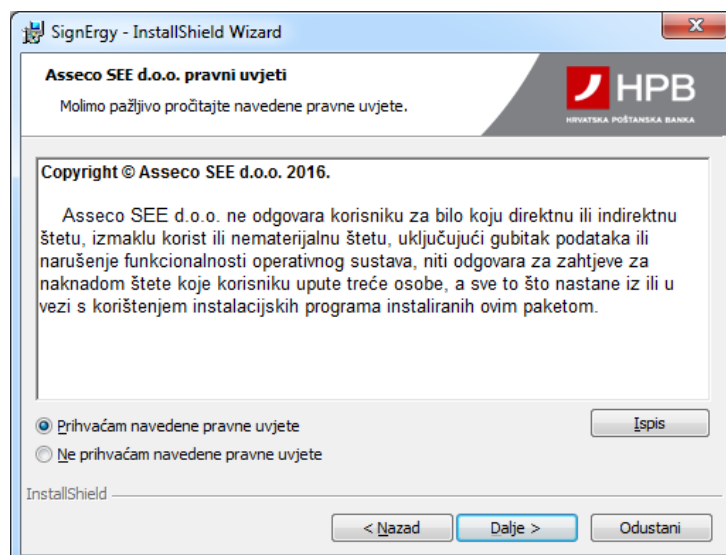 SignErgy - InstallShield Wizard
Asseco SEE d.o.o. pravni uvjeti
Molimo pažljivo pročitajte navedene pravne uvjete.
HPB
HRVATSKA POŠTANSKA BANKA
Copyright © Asseco SEE d.o.o. 2016.
Asseco SEE d.o.o. ne odgovara korisniku za bilo koju direktnu ili indirektnu
štetu, izmaklu korist ili nematerijalnu štetu, uključujući gubitak podataka ili
narušenje funkcionalnosti operativnog sustava, niti odgovara za zahtjeve za
naknadom štete koje korisniku upute treće osobe, a sve to što nastane iz ili u
vezi s korištenjem instalacijskih programa instaliranih ovim paketom.
Prihvaćam navedene pravne uvjete
Ispis
Ne prihvaćam navedene pravne uvjete
InstallShield
< Nazad
Dalje >
Odustani